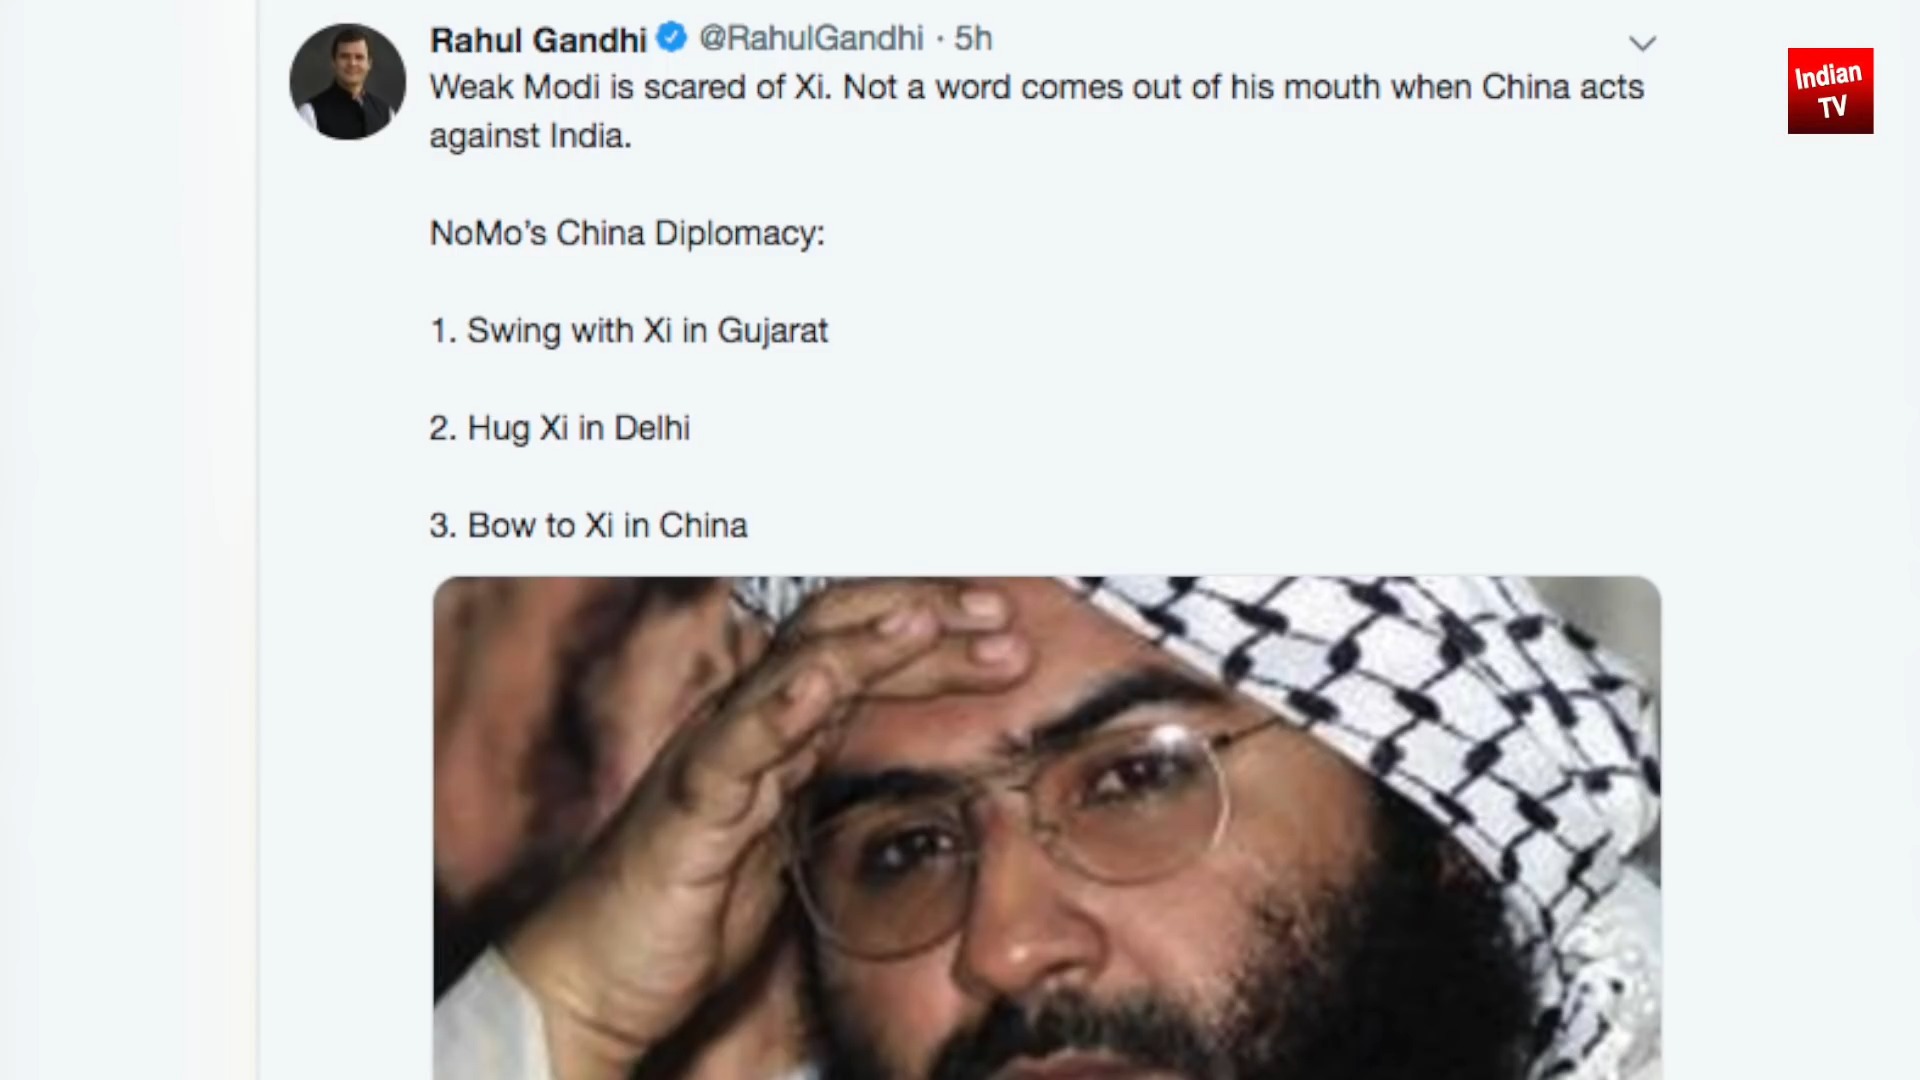 Rahul Gandhi @RahulGandhi · 5h
Weak Modi is scared of Xi. Not a word comes out of his mouth when China acts
against India.
NoMo’s China Diplomacy:
1. Swing with Xi in Gujarat
2. Hug Xi in Delhi
3. Bow to Xi in China
Indian
TV